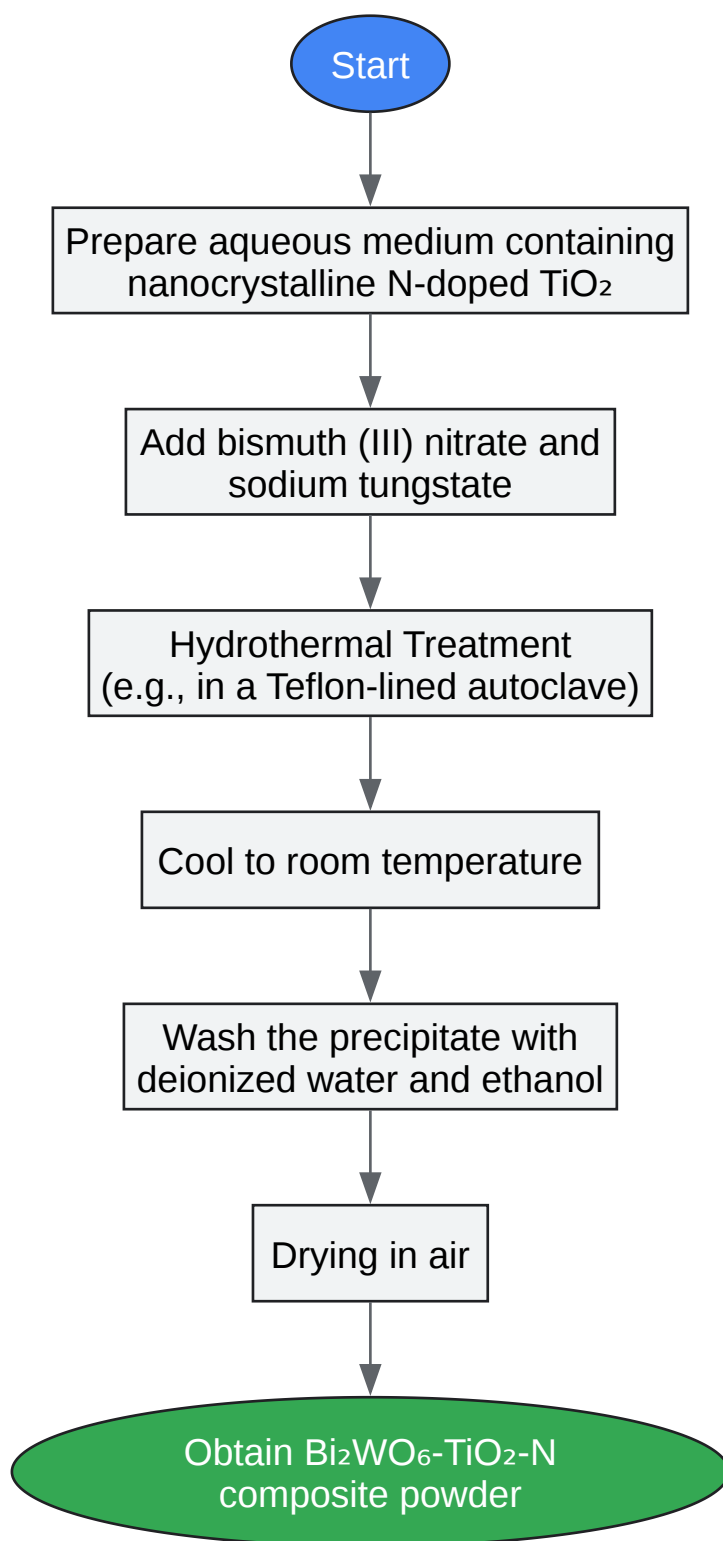 Start
Prepare aqueous medium containing
nanocrystalline N-doped TiO₂
Add bismuth (III) nitrate and
sodium tungstate
Hydrothermal Treatment
(e.g., in a Teflon-lined autoclave)
Cool to room temperature
Wash the precipitate with
deionized water and ethanol
Drying in air
Obtain Bi₂WO₆-TiO₂-N
composite powder